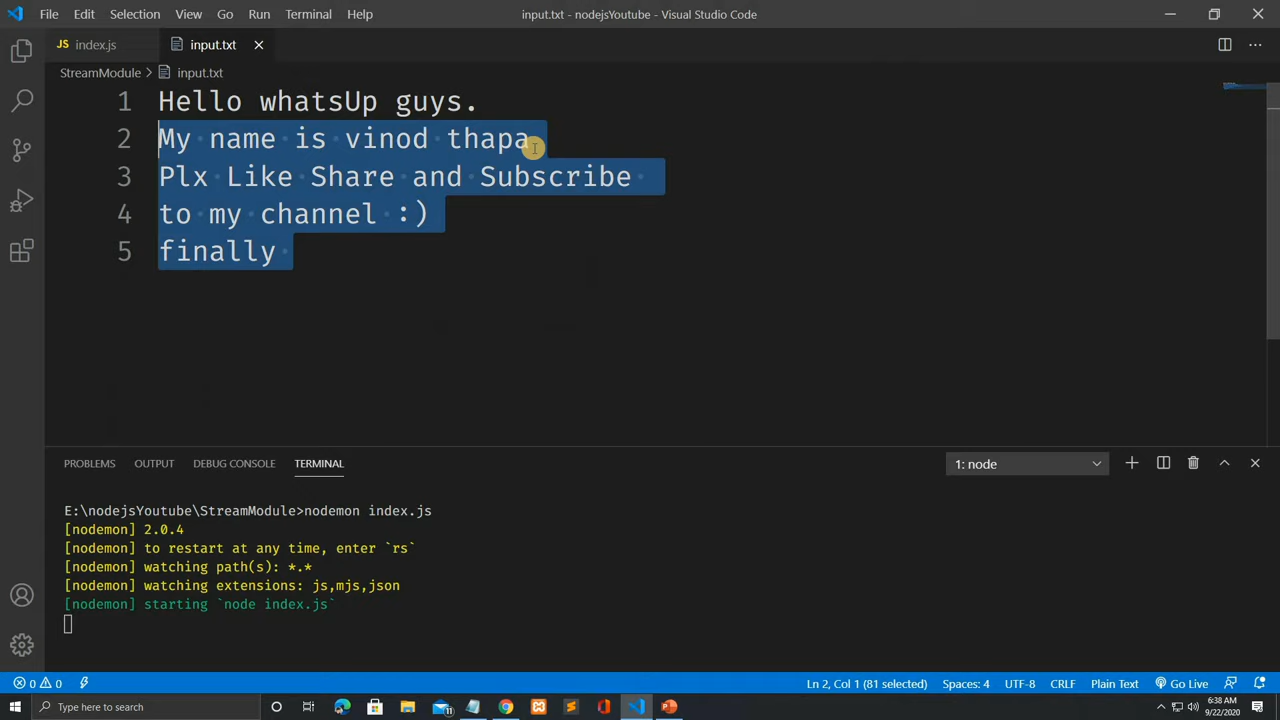 File Edit Selection View Go Run Terminal Help
input.txt - nodejsYoutube - Visual Studio Code
JS index.js
input.txt
StreamModule > input.txt
1 Hello whatsUp guys.
2 My name is vinod thapa
3 Plx Like Share and Subscribe
4 to my channel :)
5 finally
PROBLEMS OUTPUT DEBUG CONSOLE TERMINAL
1: node
E:\nodejsYoutube\StreamModule>nodemon index.js
[nodemon] 2.0.4
[nodemon] to restart at any time, enter `rs`
[nodemon] watching path(s): *.*
[nodemon] watching extensions: js,mjs,json
[nodemon] starting `node index.js`
0 0
Ln 2, Col 1 (81 selected) Spaces: 4 UTF-8 CRLF Plain Text Go Live
Type here to search
6:38 AM
9/22/2020